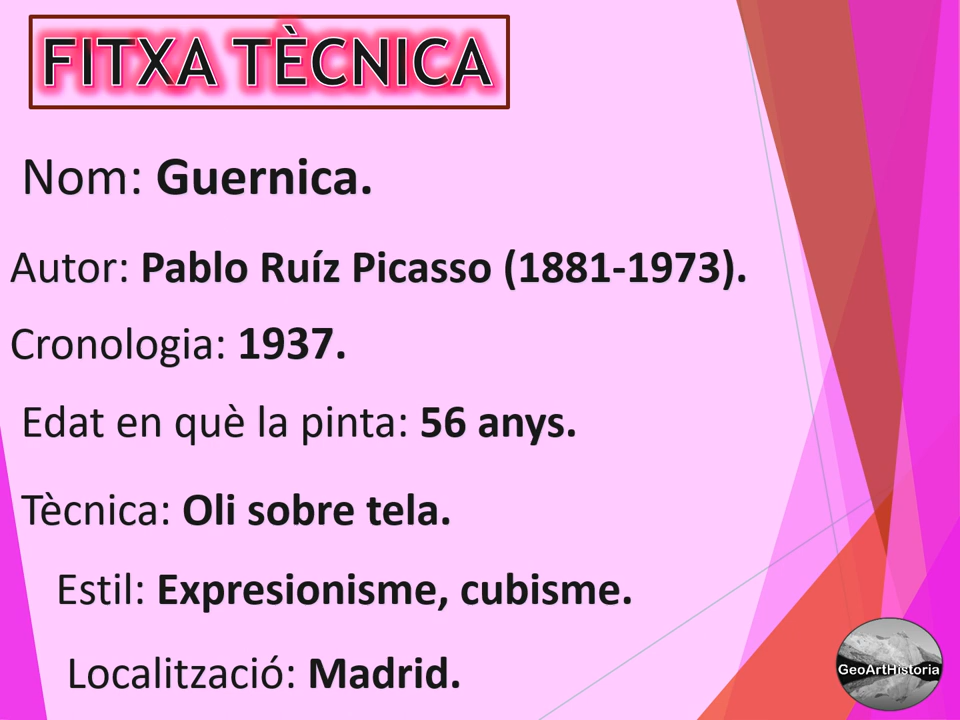 FITXA TÈCNICA
Nom: Guernica.
Autor: Pablo Ruíz Picasso (1881-1973).
Cronologia: 1937.
Edat en què la pinta: 56 anys.
Tècnica: Oli sobre tela.
Estil: Expresionisme, cubisme.
Localització: Madrid.
GeoArtHistoria